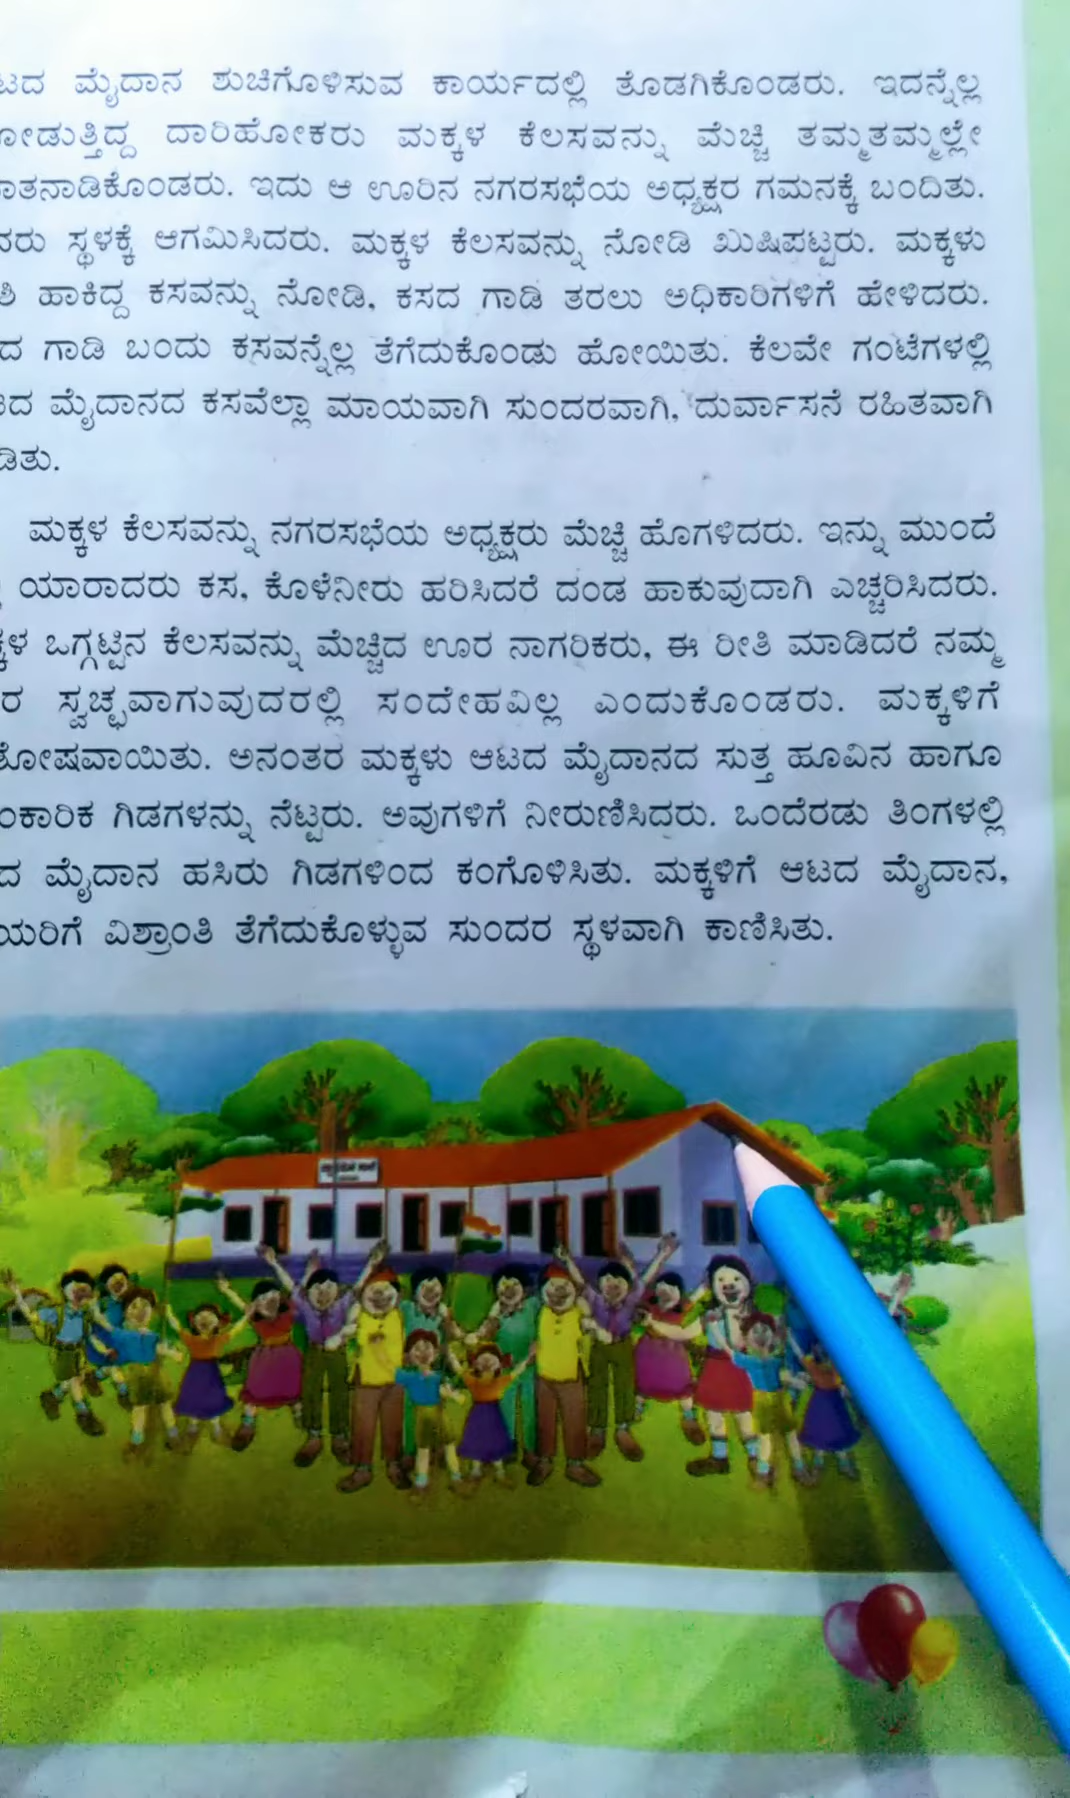 ಟದ ಮೈದಾನ ಶುಚಿಗೊಳಿಸುವ ಕಾರ್ಯದಲ್ಲಿ ತೊಡಗಿಕೊಂಡರು. ಇದನ್ನೆಲ್ಲ
ೋಡುತ್ತಿದ್ದ ದಾರಿಹೋಕರು ಮಕ್ಕಳ ಕೆಲಸವನ್ನು ಮೆಚ್ಚಿ ತಮ್ಮತಮ್ಮಲ್ಲೇ
ಾತನಾಡಿಕೊಂಡರು. ಇದು ಆ ಊರಿನ ನಗರಸಭೆಯ ಅಧ್ಯಕ್ಷರ ಗಮನಕ್ಕೆ ಬಂದಿತು.
ವರು ಸ್ಥಳಕ್ಕೆ ಆಗಮಿಸಿದರು. ಮಕ್ಕಳ ಕೆಲಸವನ್ನು ನೋಡಿ ಖುಷಿಪಟ್ಟರು. ಮಕ್ಕಳು
ಶಿ ಹಾಕಿದ್ದ ಕಸವನ್ನು ನೋಡಿ, ಕಸದ ಗಾಡಿ ತರಲು ಅಧಿಕಾರಿಗಳಿಗೆ ಹೇಳಿದರು.
ದ ಗಾಡಿ ಬಂದು ಕಸವನ್ನೆಲ್ಲ ತೆಗೆದುಕೊಂಡು ಹೋಯಿತು. ಕೆಲವೇ ಗಂಟೆಗಳಲ್ಲಿ
ಟದ ಮೈದಾನದ ಕಸವೆಲ್ಲಾ ಮಾಯವಾಗಿ ಸುಂದರವಾಗಿ, ದುರ್ವಾಸನೆ ರಹಿತವಾಗಿ
ಡಿತು.
ಮಕ್ಕಳ ಕೆಲಸವನ್ನು ನಗರಸಭೆಯ ಅಧ್ಯಕ್ಷರು ಮೆಚ್ಚಿ ಹೊಗಳಿದರು. ಇನ್ನು ಮುಂದೆ
ಯಾರಾದರು ಕಸ, ಕೊಳೆನೀರು ಹರಿಸಿದರೆ ದಂಡ ಹಾಕುವುದಾಗಿ ಎಚ್ಚರಿಸಿದರು.
ಕ್ಕಳ ಒಗ್ಗಟ್ಟಿನ ಕೆಲಸವನ್ನು ಮೆಚ್ಚಿದ ಊರ ನಾಗರಿಕರು, ಈ ರೀತಿ ಮಾಡಿದರೆ ನಮ್ಮ
ರ ಸ್ವಚ್ಛವಾಗುವುದರಲ್ಲಿ ಸಂದೇಹವಿಲ್ಲ ಎಂದುಕೊಂಡರು. ಮಕ್ಕಳಿಗೆ
ತೋಷವಾಯಿತು. ಅನಂತರ ಮಕ್ಕಳು ಆಟದ ಮೈದಾನದ ಸುತ್ತ ಹೂವಿನ ಹಾಗೂ
ಂಕಾರಿಕ ಗಿಡಗಳನ್ನು ನೆಟ್ಟರು. ಅವುಗಳಿಗೆ ನೀರುಣಿಸಿದರು. ಒಂದೆರಡು ತಿಂಗಳಲ್ಲಿ
ದ ಮೈದಾನ ಹಸಿರು ಗಿಡಗಳಿಂದ ಕಂಗೊಳಿಸಿತು. ಮಕ್ಕಳಿಗೆ ಆಟದ ಮೈದಾನ,
ಯರಿಗೆ ವಿಶ್ರಾಂತಿ ತೆಗೆದುಕೊಳ್ಳುವ ಸುಂದರ ಸ್ಥಳವಾಗಿ ಕಾಣಿಸಿತು.